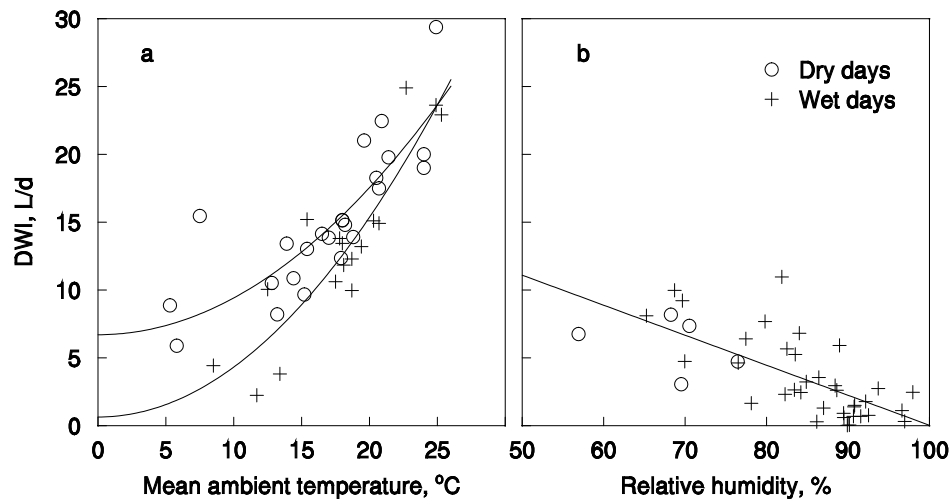 30
25
20
15
10
5
0
DWI, L/d
a
0 5 10 15 20 25
Mean ambient temperature, °C
b
Dry days
Wet days
50 60 70 80 90 100
Relative humidity, %